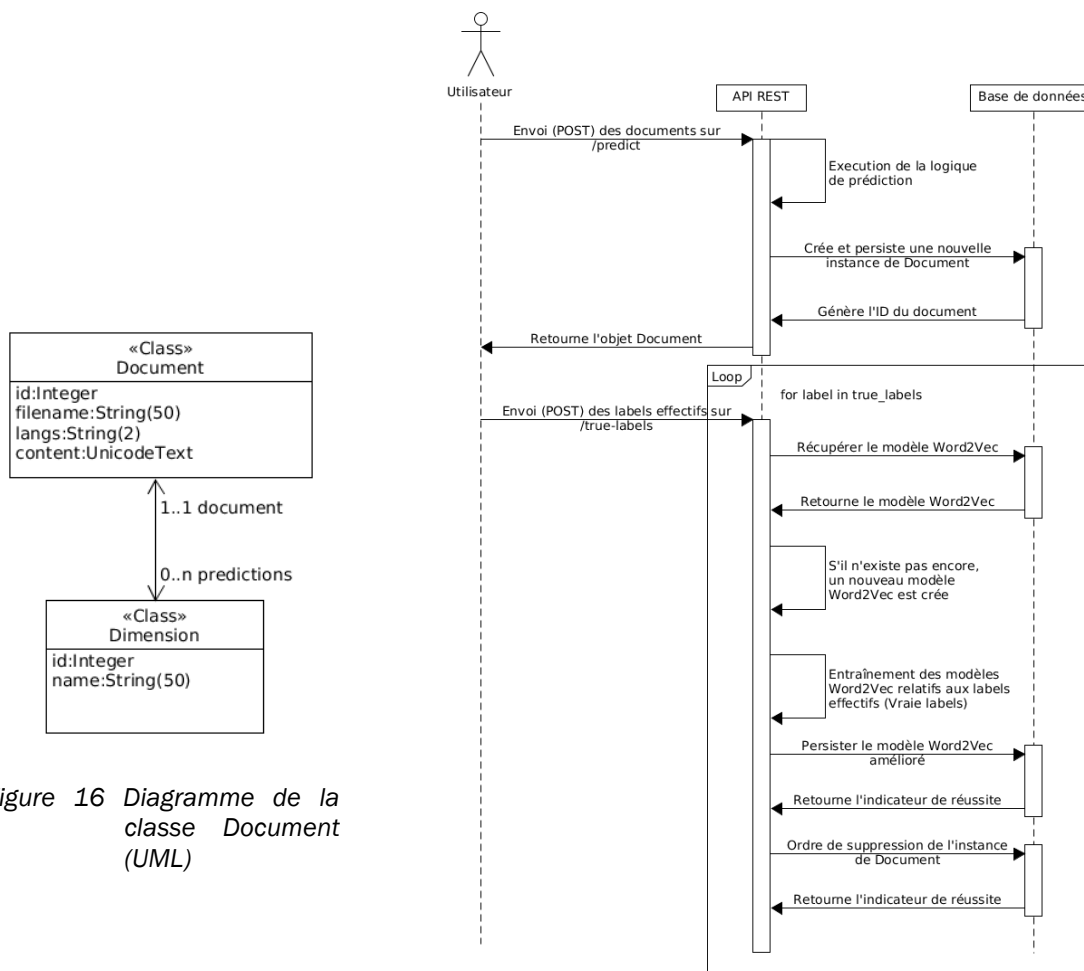 «Class»
Document
id:Integer
filename:String(50)
langs:String(2)
content:UnicodeText
1..1 document
0..n predictions
«Class»
Dimension
id:Integer
name:String(50)
igure 16 Diagramme de la
classe Document
(UML)
Utilisateur
API REST
Base de données
Envoi (POST) des documents sur
/predict
Execution de la logique
de prédiction
Crée et persiste une nouvelle
instance de Document
Génère l'ID du document
Retourne l'objet Document
Loop
for label in true_labels
Envoi (POST) des labels effectifs sur
/true-labels
Récupérer le modèle Word2Vec
Retourne le modèle Word2Vec
S'il n'existe pas encore,
un nouveau modèle
Word2Vec est crée
Entraînement des modèles
Word2Vec relatifs aux labels
effectifs (Vraie labels)
Persister le modèle Word2Vec
amélioré
Retourne l'indicateur de réussite
Ordre de suppression de l'instance
de Document
Retourne l'indicateur de réussite